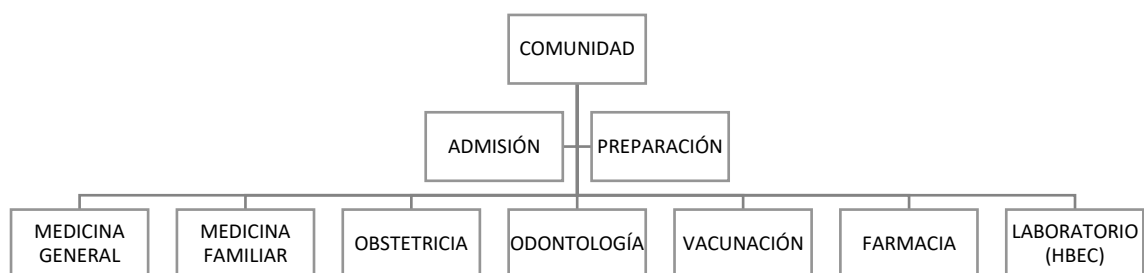 COMUNIDAD
ADMISIÓN
PREPARACIÓN
MEDICINA
GENERAL
MEDICINA
FAMILIAR
OBSTETRICIA
ODONTOLOGÍA
VACUNACIÓN
FARMACIA
LABORATORIO
(HBEC)